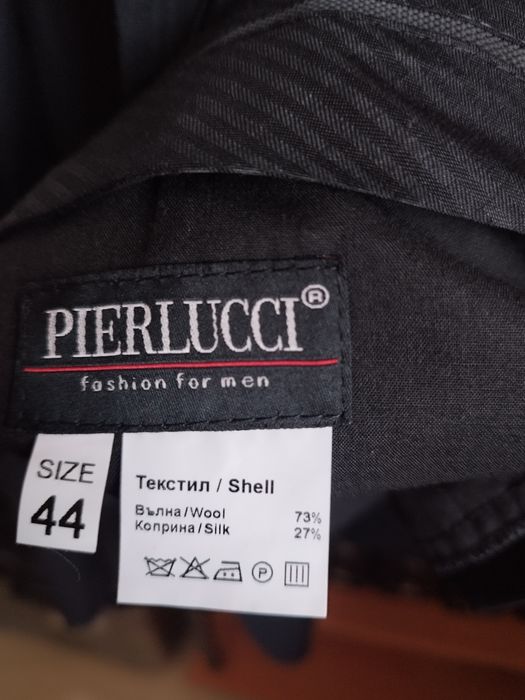 PIERLUCCI®
fashion for men
SIZE
44
Текстил / Shell
Вълна/Wool 73%
Коприна/Silk 27%
P